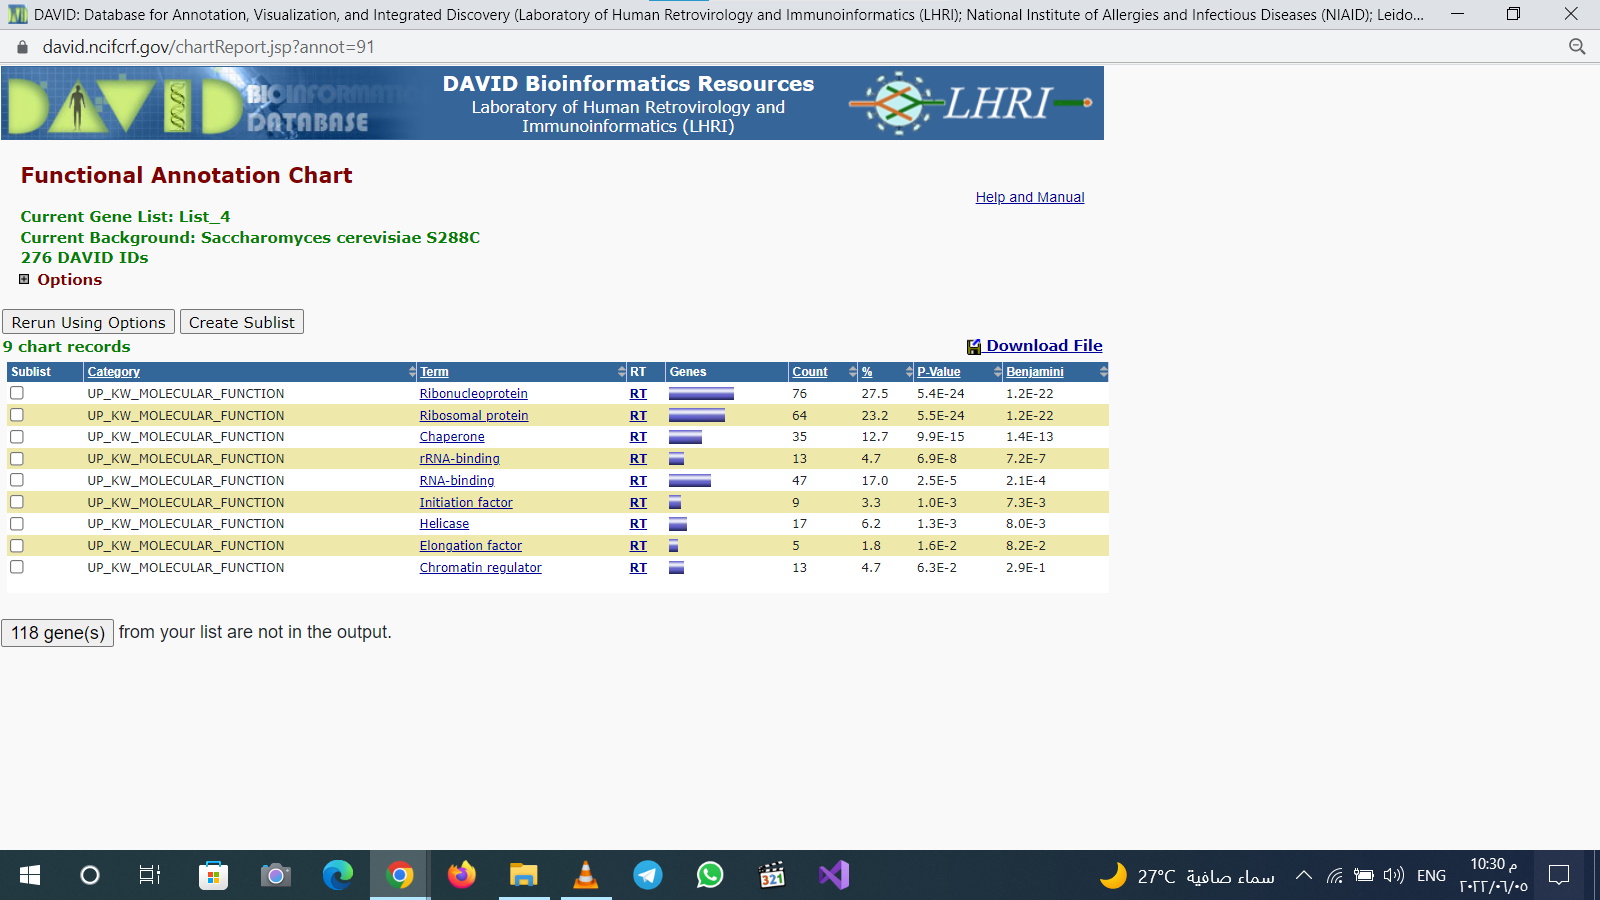 DAVID: Database for Annotation, Visualization, and Integrated Discovery (Laboratory of Human Retrovirology and Immunoinformatics (LHRI); National Institute of Allergies and Infectious Diseases (NIAID); Leido...
david.ncifcrf.gov/chartReport.jsp?annot=91
DAVID BIOINFORMATIC DATABASE
DAVID Bioinformatics Resources
Laboratory of Human Retrovirology and
Immunoinformatics (LHRI)
LHRI
Functional Annotation Chart
Help and Manual
Current Gene List: List_4
Current Background: Saccharomyces cerevisiae S288C
276 DAVID IDs
Options
Rerun Using Options Create Sublist
9 chart records Download File
Sublist Category Term RT Genes Count % P-Value Benjamini
UP_KW_MOLECULAR_FUNCTION Ribonucleoprotein RT 76 27.5 5.4E-24 1.2E-22
UP_KW_MOLECULAR_FUNCTION Ribosomal protein RT 64 23.2 5.5E-24 1.2E-22
UP_KW_MOLECULAR_FUNCTION Chaperone RT 35 12.7 9.9E-15 1.4E-13
UP_KW_MOLECULAR_FUNCTION rRNA-binding RT 13 4.7 6.9E-8 7.2E-7
UP_KW_MOLECULAR_FUNCTION RNA-binding RT 47 17.0 2.5E-5 2.1E-4
UP_KW_MOLECULAR_FUNCTION Initiation factor RT 9 3.3 1.0E-3 7.3E-3
UP_KW_MOLECULAR_FUNCTION Helicase RT 17 6.2 1.3E-3 8.0E-3
UP_KW_MOLECULAR_FUNCTION Elongation factor RT 5 1.8 1.6E-2 8.2E-2
UP_KW_MOLECULAR_FUNCTION Chromatin regulator RT 13 4.7 6.3E-2 2.9E-1
118 gene(s) from your list are not in the output.
321
27°C سماء صافية
ENG
10:30 م
٢٠٢٢/٠٦/٠٥